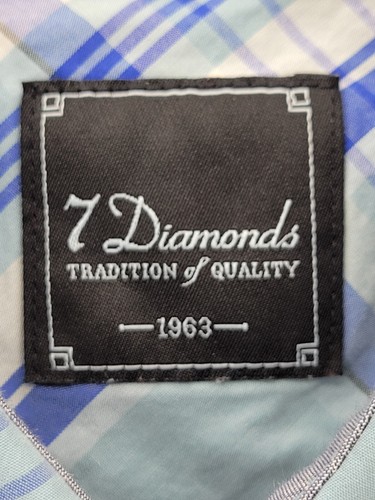 7 Diamonds
TRADITION of QUALITY
1963